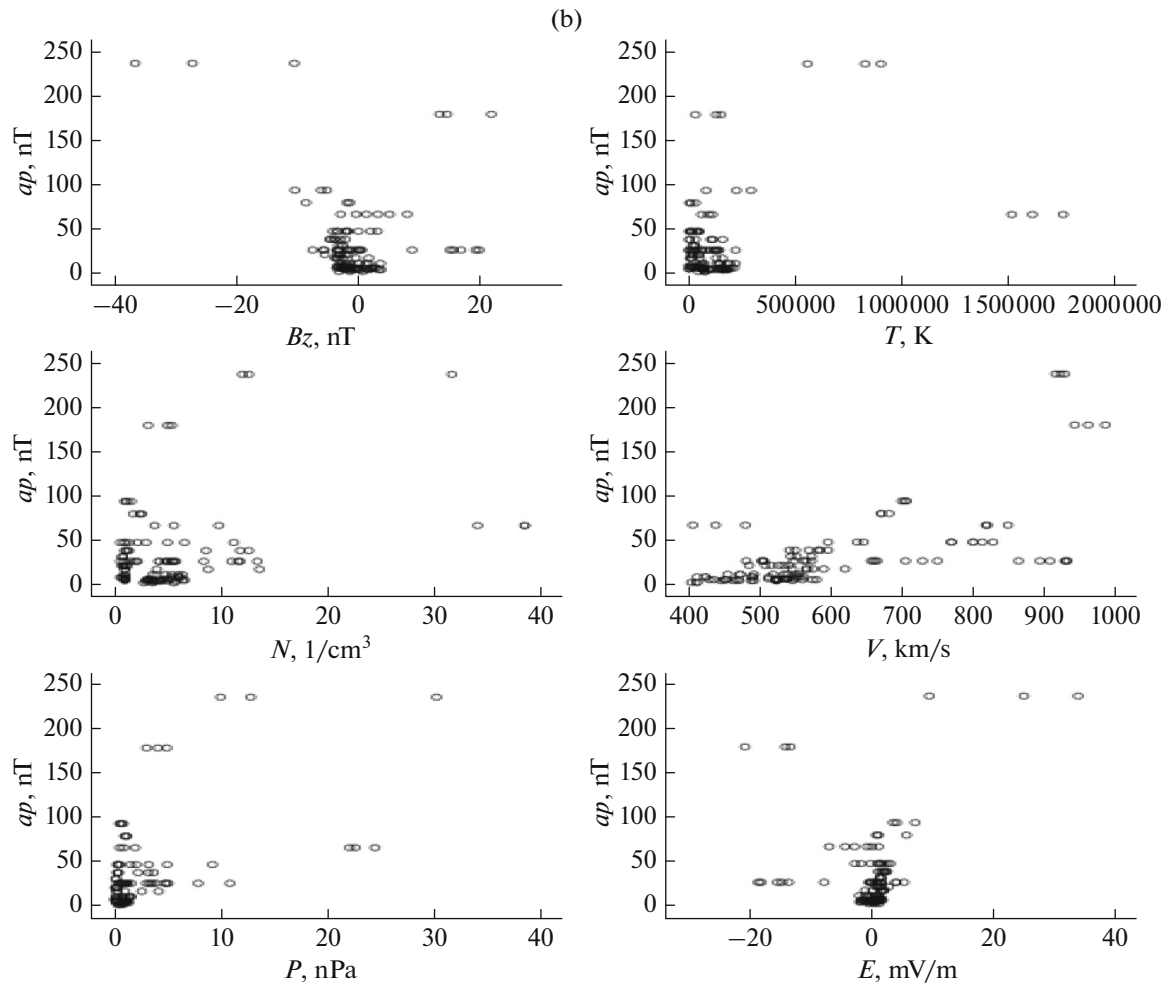 (b)
250
200
150
100
50
0
ap, nT
−40 −20 0 20
Bz, nT
250
200
150
100
50
0
ap, nT
0 500000 1000000 1500000 2000000
T, K
250
200
150
100
50
0
ap, nT
0 10 20 30 40
N, 1/cm³
250
200
150
100
50
0
ap, nT
400 500 600 700 800 900 1000
V, km/s
250
200
150
100
50
0
ap, nT
0 10 20 30 40
P, nPa
250
200
150
100
50
0
ap, nT
−20 0 20 40
E, mV/m